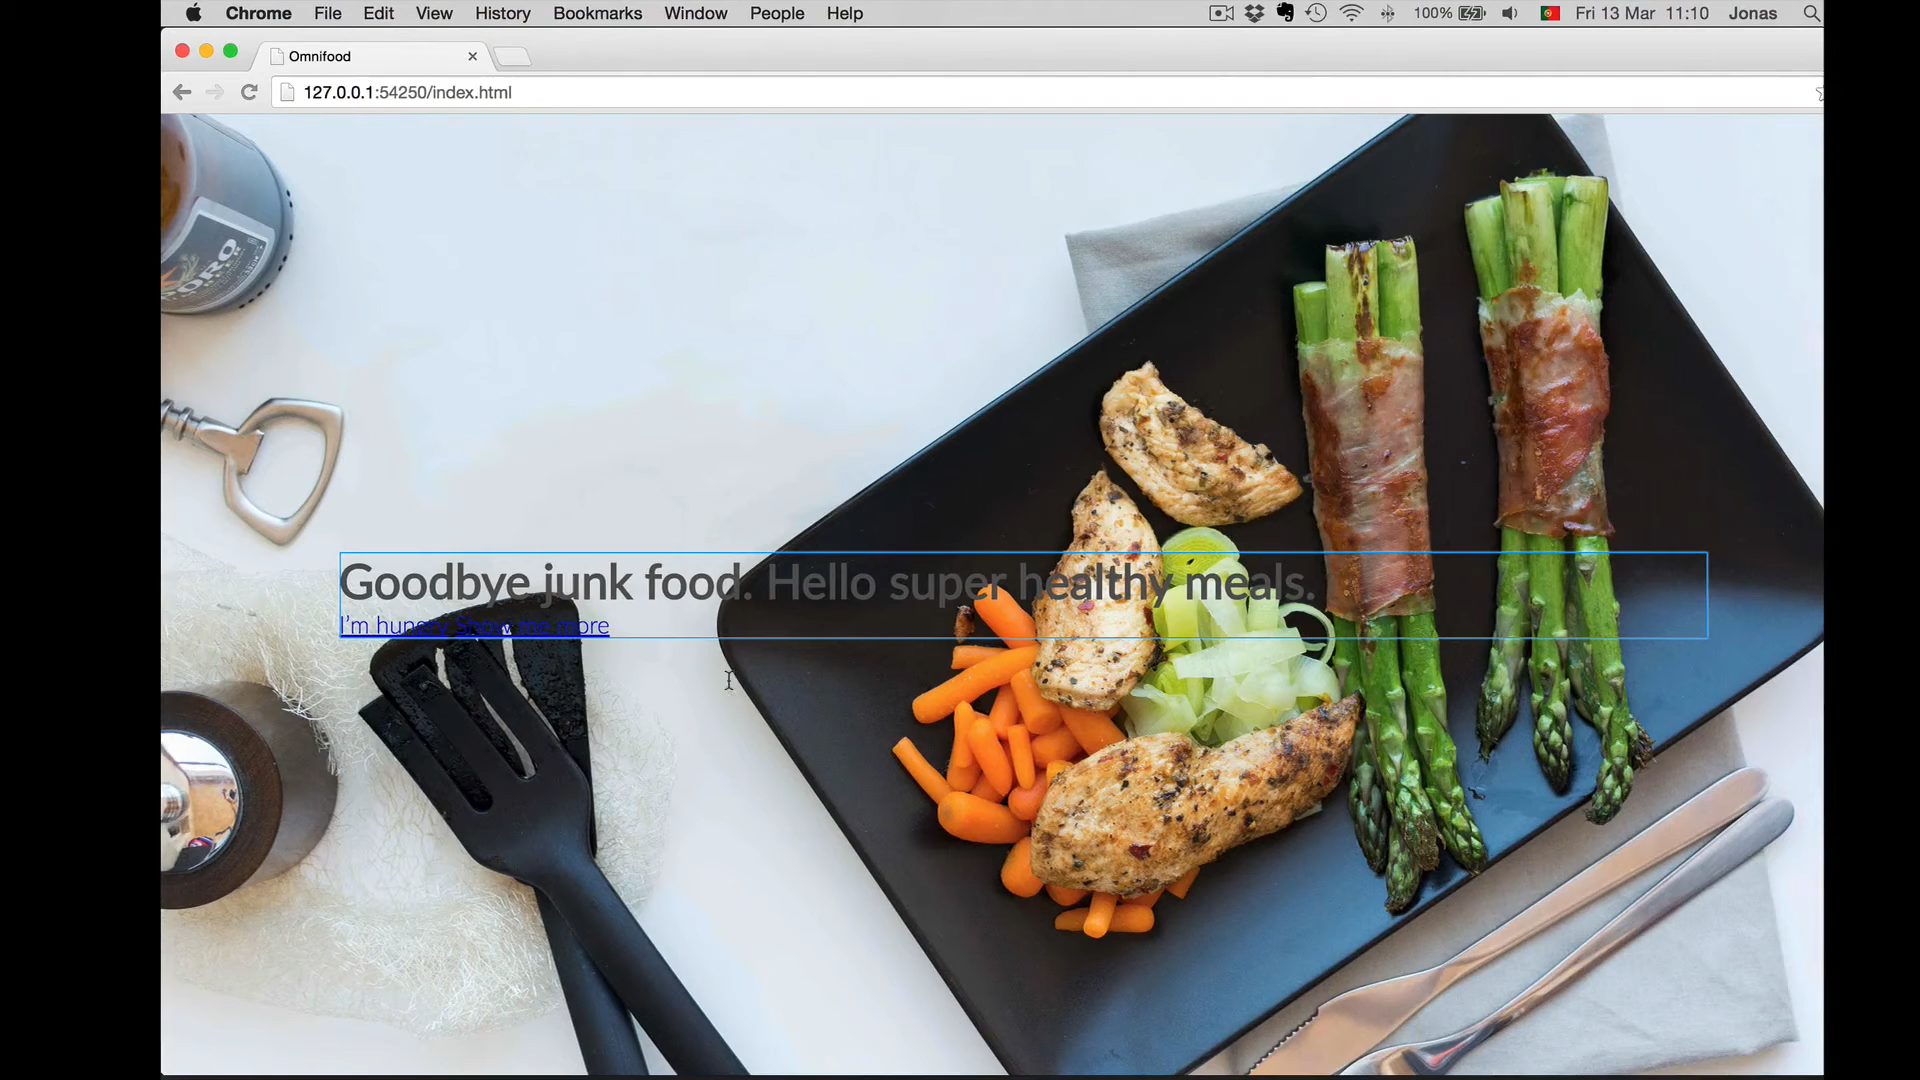 Chrome File Edit View History Bookmarks Window People Help 100% Fri 13 Mar 11:10 Jonas
Omnifood
127.0.0.1:54250/index.html
ORO
Goodbye junk food. Hello super healthy meals.
I'm hungry Show me more